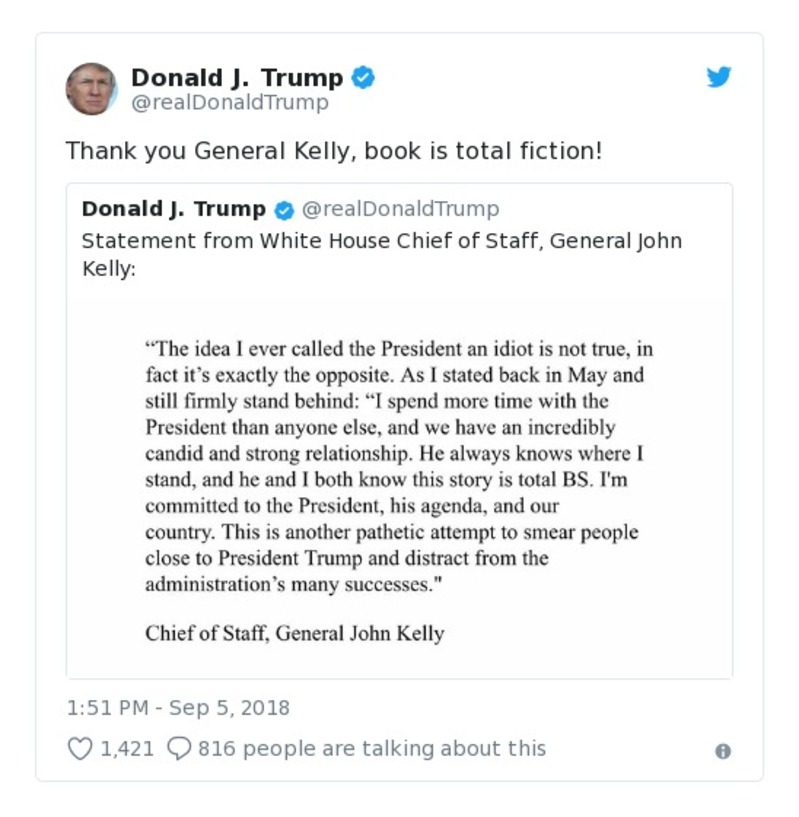 Donald J. Trump
@realDonaldTrump
Thank you General Kelly, book is total fiction!
Donald J. Trump @realDonaldTrump
Statement from White House Chief of Staff, General John
Kelly:
“The idea I ever called the President an idiot is not true, in
fact it’s exactly the opposite. As I stated back in May and
still firmly stand behind: “I spend more time with the
President than anyone else, and we have an incredibly
candid and strong relationship. He always knows where I
stand, and he and I both know this story is total BS. I'm
committed to the President, his agenda, and our
country. This is another pathetic attempt to smear people
close to President Trump and distract from the
administration’s many successes."
Chief of Staff, General John Kelly
1:51 PM - Sep 5, 2018
1,421 816 people are talking about this